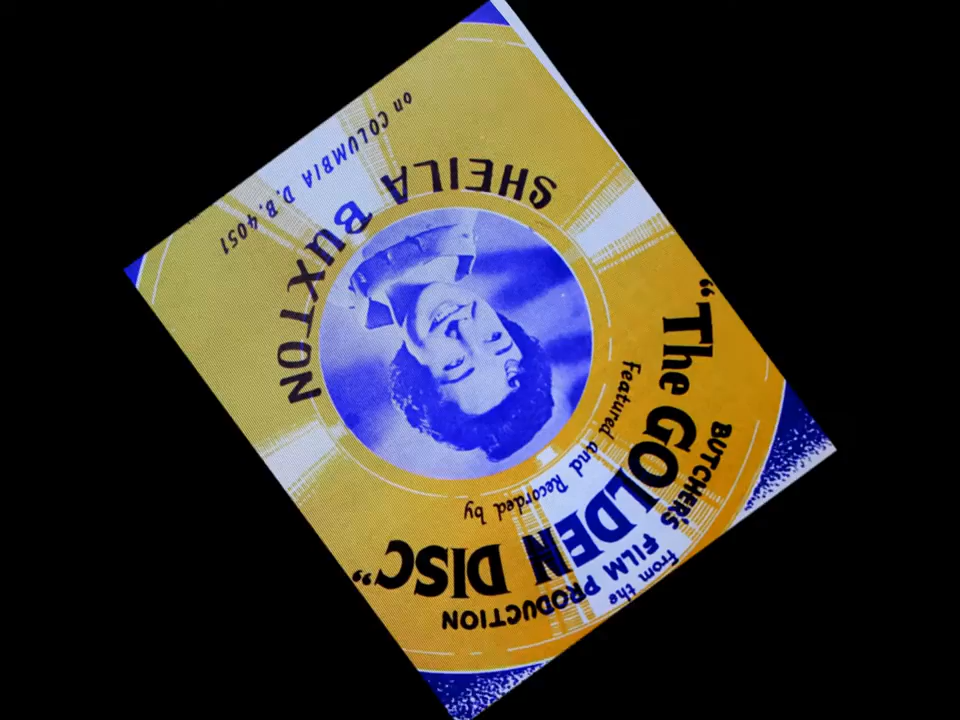 from the
BUTCHER'S FILM PRODUCTION
"The GOLDEN DISC"
Featured and Recorded by
SHEILA BUXTON
on COLUMBIA D.B. 4051